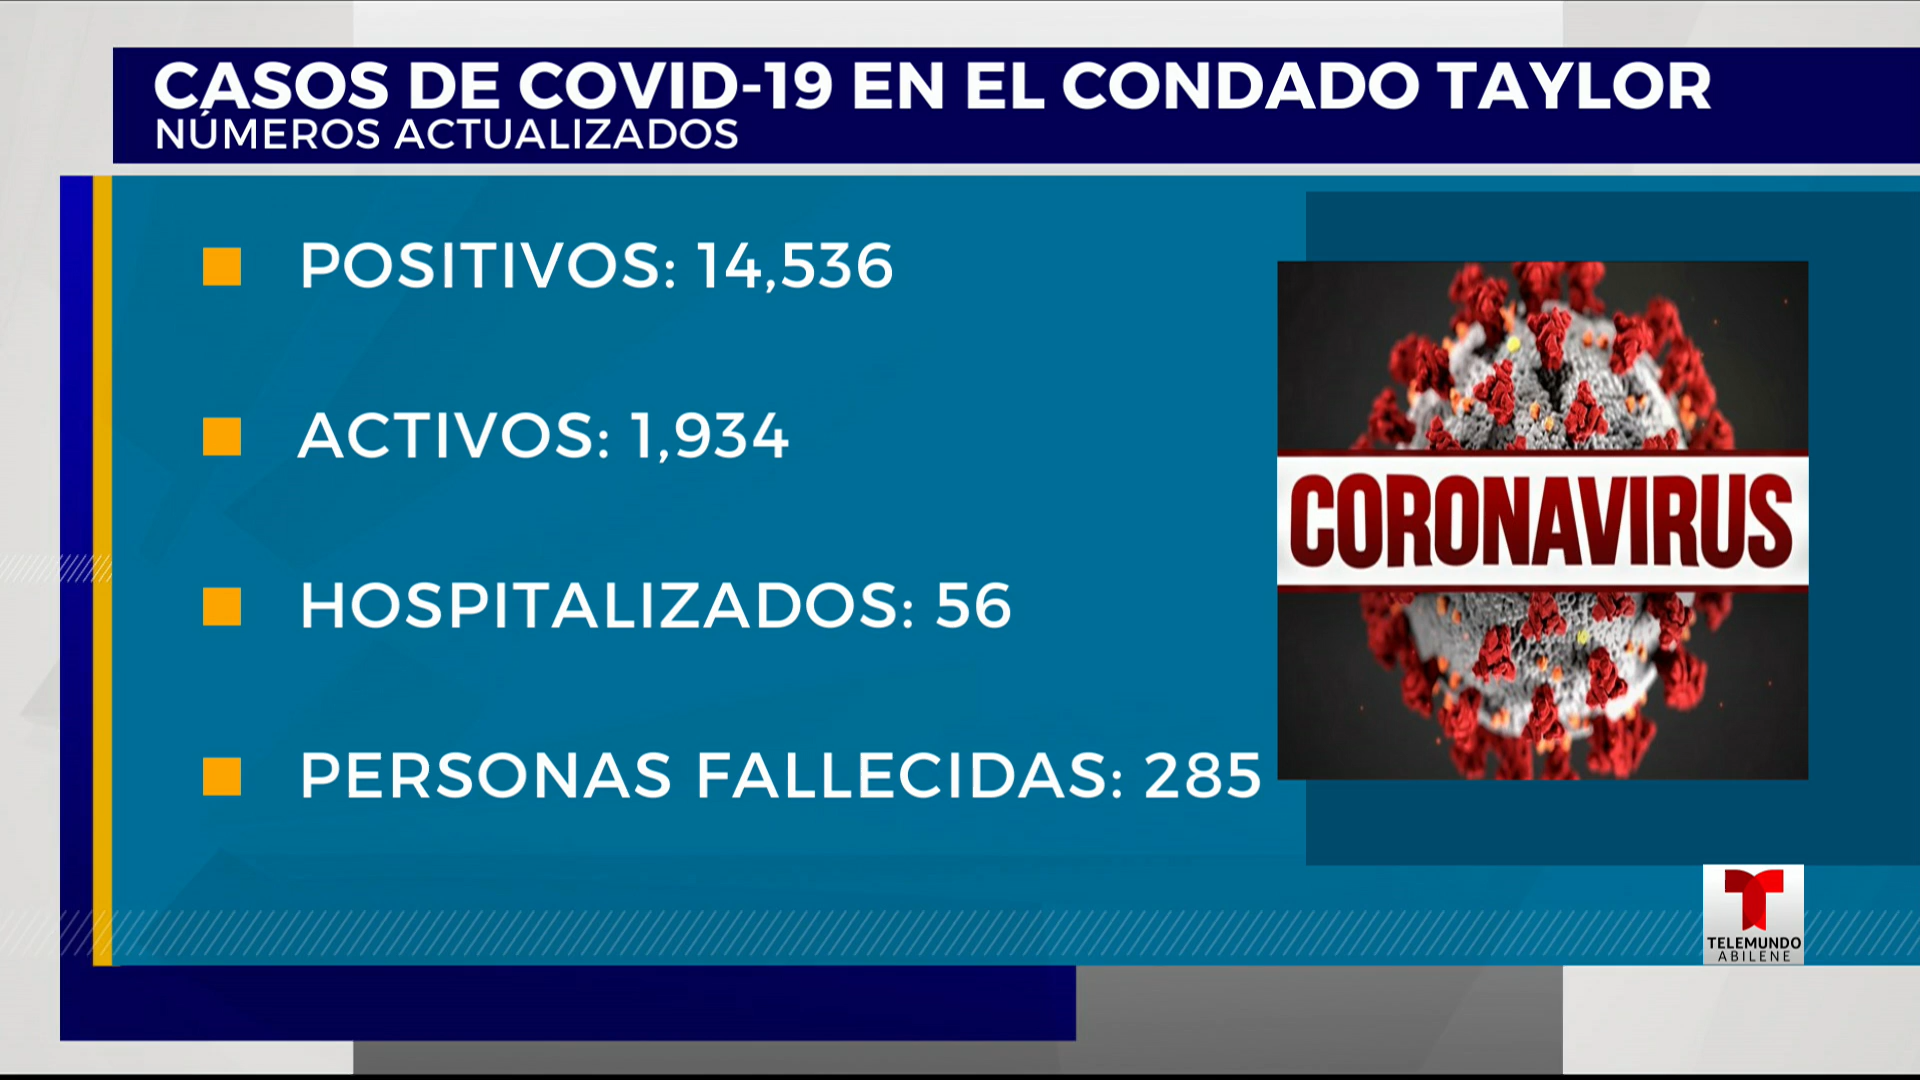 CASOS DE COVID-19 EN EL CONDADO TAYLOR
NÚMEROS ACTUALIZADOS
POSITIVOS: 14,536
ACTIVOS: 1,934
HOSPITALIZADOS: 56
PERSONAS FALLECIDAS: 285
CORONAVIRUS
TELEMUNDO
ABILENE